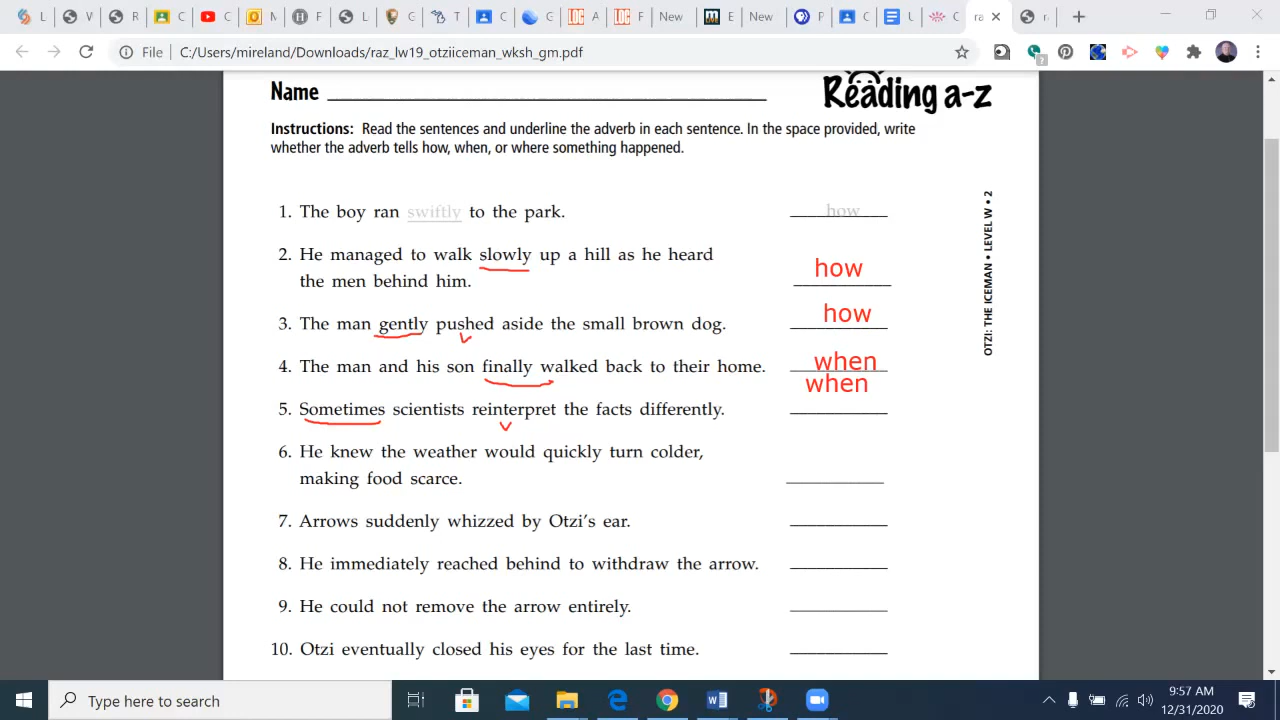 L
R
C
C
M
H
L
G
T
C
G
A
F
New
E
New
P
C
L
C
ra
r
File C:/Users/mireland/Downloads/raz_lw19_otziiceman_wksh_gm.pdf
Name
Reading a-z
Instructions: Read the sentences and underline the adverb in each sentence. In the space provided, write
whether the adverb tells how, when, or where something happened.
1. The boy ran swiftly to the park. how
2. He managed to walk slowly up a hill as he heard
the men behind him. how
3. The man gently pushed aside the small brown dog. how
4. The man and his son finally walked back to their home. when
when
5. Sometimes scientists reinterpret the facts differently.
6. He knew the weather would quickly turn colder,
making food scarce.
7. Arrows suddenly whizzed by Otzi's ear.
8. He immediately reached behind to withdraw the arrow.
9. He could not remove the arrow entirely.
10. Otzi eventually closed his eyes for the last time.
OTZI: THE ICEMAN • LEVEL W • 2
Type here to search
9:57 AM
12/31/2020